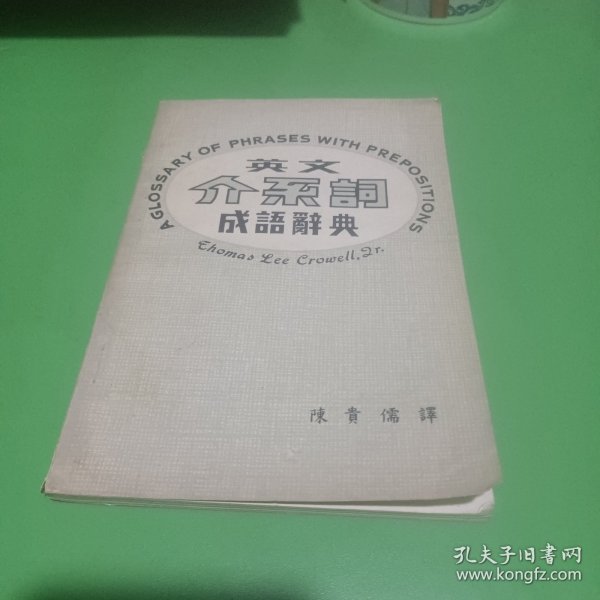 A GLOSSARY OF PHRASES WITH PREPOSITIONS
英文
介系詞
成語辭典
Thomas Lee Crowell, Jr.
陳貴儒譯
孔夫子旧書网
www.kongfz.com